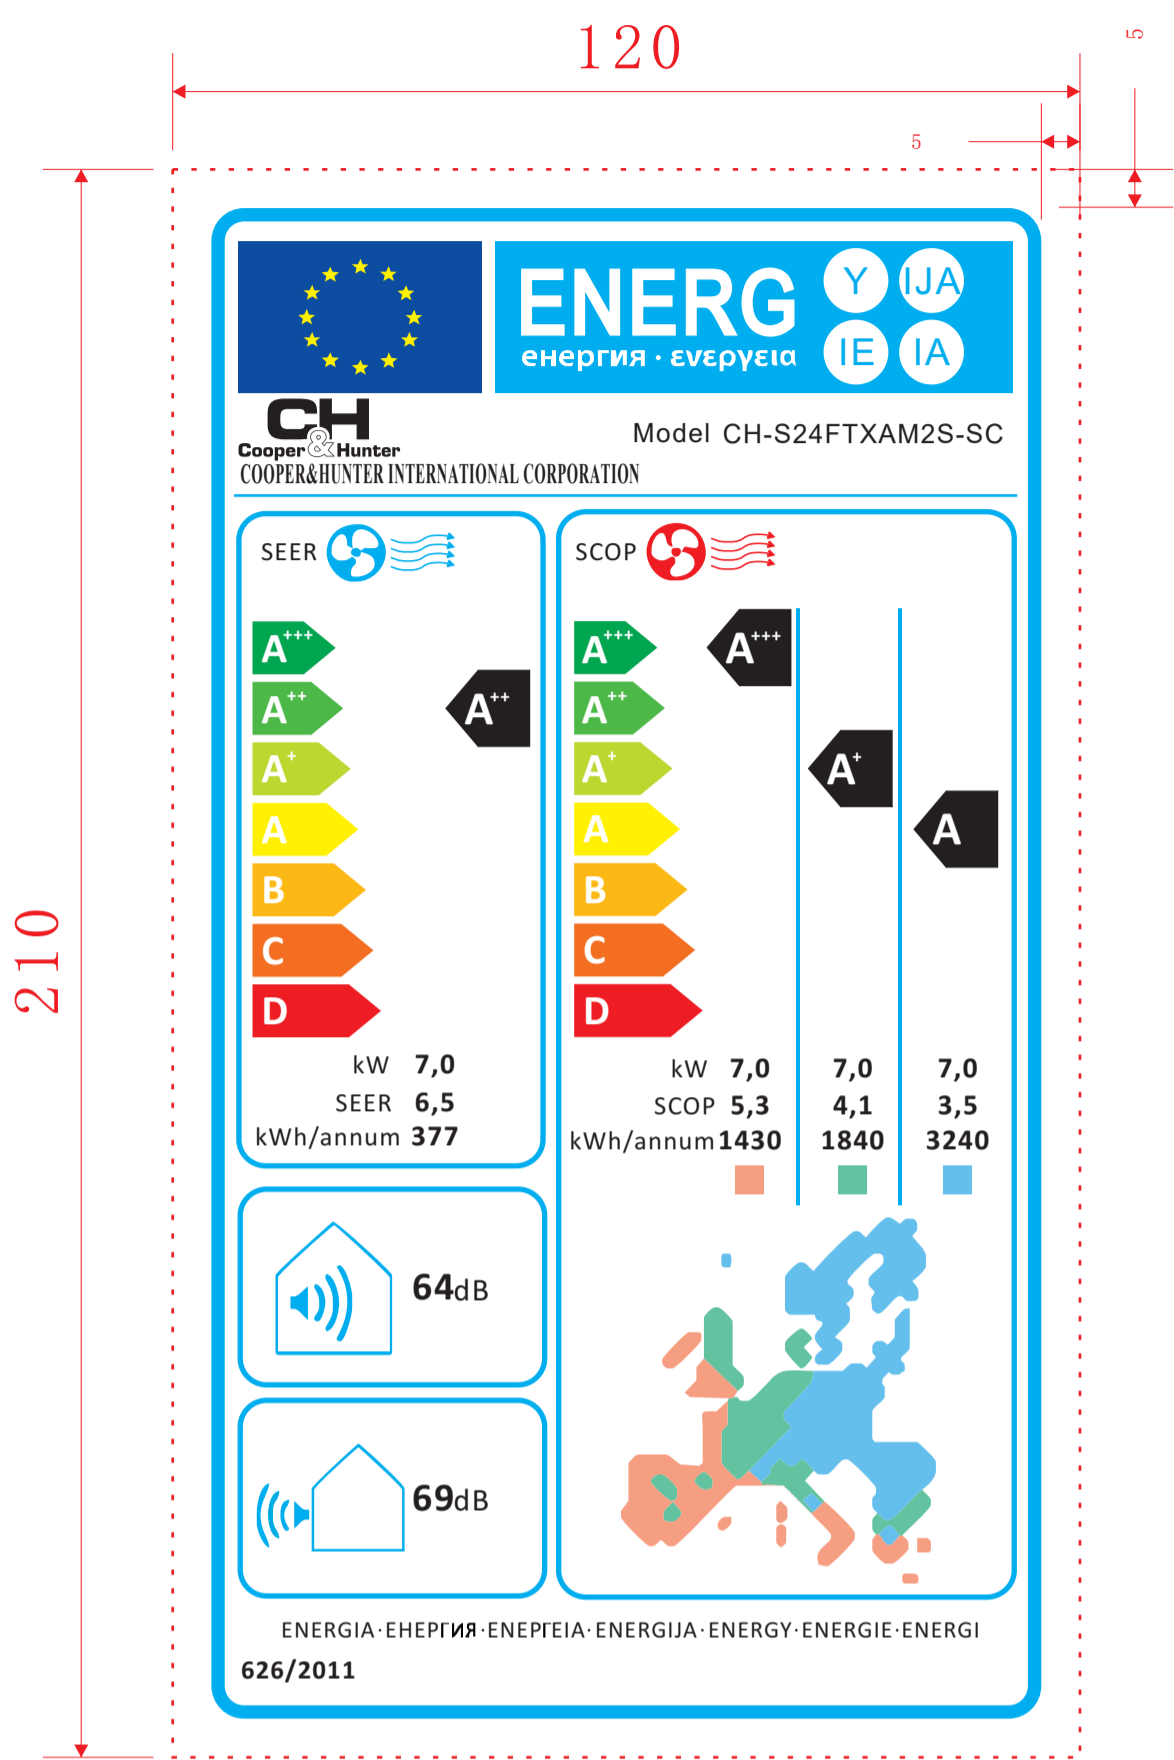 120
5
5
210
ENERG
енергия · ενεργεια
Y IJA
IE IA
CH
Cooper&Hunter
Model CH-S24FTXAM2S-SC
COOPER&HUNTER INTERNATIONAL CORPORATION
SEER
A+++
A++
A+
A
B
C
D
A++
kW 7,0
SEER 6,5
kWh/annum 377
SCOP
A+++
A++
A+
A
B
C
D
A+++
A+
A
kW 7,0 7,0 7,0
SCOP 5,3 4,1 3,5
kWh/annum 1430 1840 3240
64dB
69dB
ENERGIA·ЕНЕРГИЯ·ΕΝΕΡΓΕΙΑ·ENERGIJA·ENERGY·ENERGIE·ENERGI
626/2011